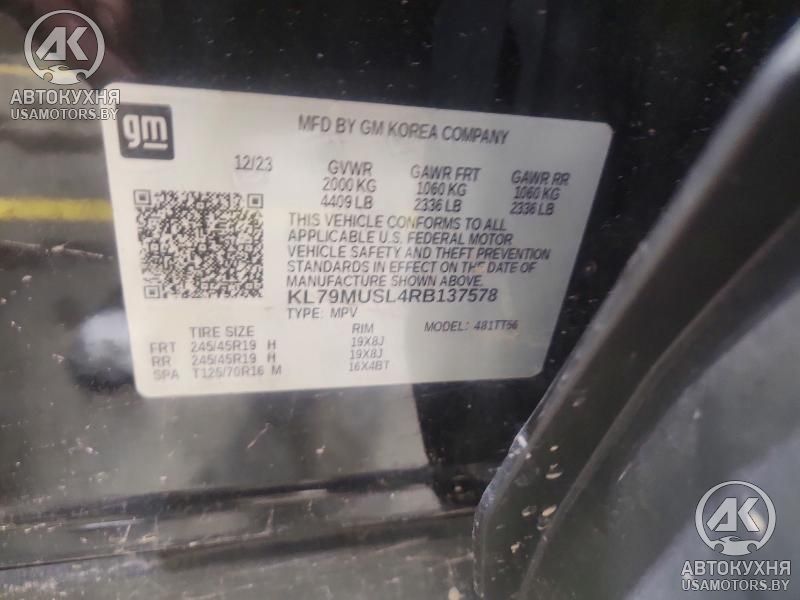 АК
АВТОКУХНЯ
USAMOTORS.BY
gm
MFD BY GM KOREA COMPANY
12/23
GVWR GAWR FRT GAWR RR
2000 KG 1060 KG 1060 KG
4409 LB 2336 LB 2336 LB
THIS VEHICLE CONFORMS TO ALL
APPLICABLE U.S. FEDERAL MOTOR
VEHICLE SAFETY AND THEFT PREVENTION
STANDARDS IN EFFECT ON THE DATE OF
MANUFACTURE SHOWN ABOVE.
KL79MUSL4RB137578
TYPE: MPV MODEL: 481TT56
TIRE SIZE RIM
FRT 245/45R19 H 19X8J
RR 245/45R19 H 19X8J
SPA T125/70R16 M 16X4BT
АК
АВТОКУХНЯ
USAMOTORS.BY